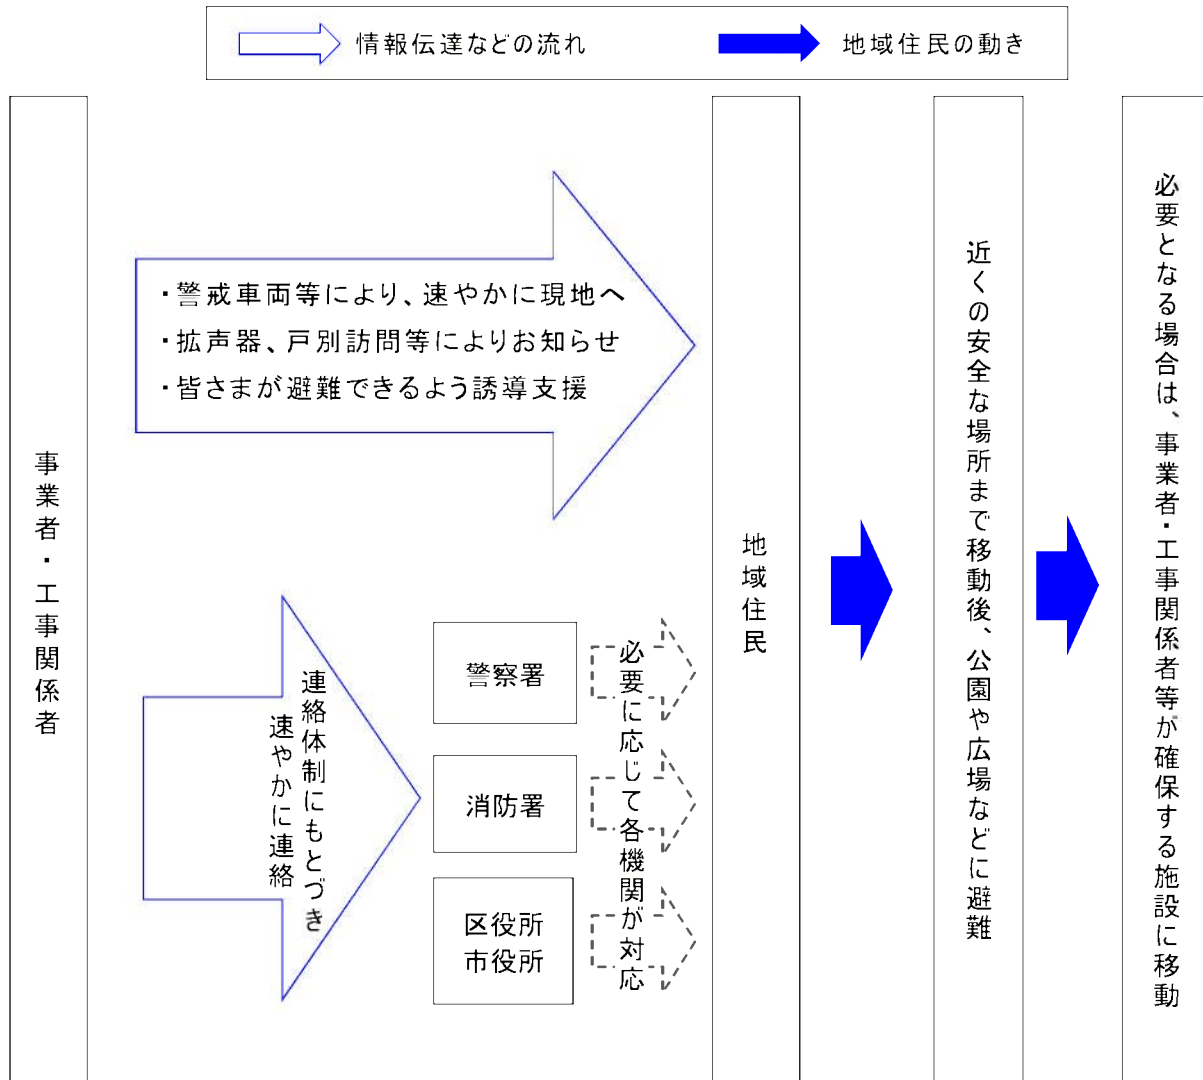 情報伝達などの流れ
地域住民の動き
事業者・工事関係者
・警戒車両等により、速やかに現地へ
・拡声器、戸別訪問等によりお知らせ
・皆さまが避難できるよう誘導支援
連絡体制にもとづき
速やかに連絡
警察署
消防署
区役所
市役所
必要に応じて各機関が対応
地域住民
近くの安全な場所まで移動後、公園や広場などに避難
必要となる場合は、事業者・工事関係者等が確保する施設に移動